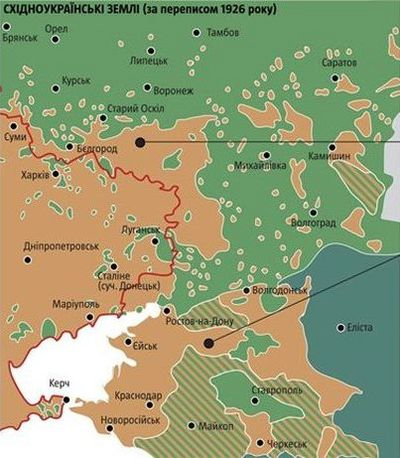 СХІДНОУКРАЇНСЬКІ ЗЕМЛІ (за переписом 1926 року)
Брянськ
Орел
Тамбов
Липецьк
Саратов
Курськ
Воронеж
Старий Оскіл
Суми
Бєлгород
Михайлівка
Камишин
Харків
Волгоград
Луганськ
Дніпропетровськ
Сталіне
(суч. Донецьк)
Волгодонськ
Маріуполь
Ростов-на-Дону
Еліста
Єйськ
Керч
Краснодар
Ставрополь
Новоросійськ
Майкоп
Черкеськ